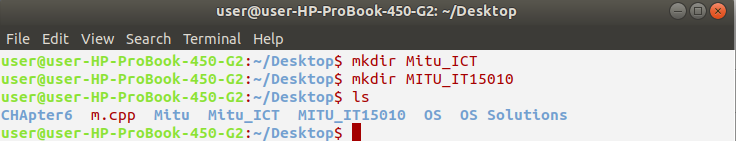 user@user-HP-ProBook-450-G2: ~/Desktop
File Edit View Search Terminal Help
user@user-HP-ProBook-450-G2:~/Desktop$ mkdir Mitu_ICT
user@user-HP-ProBook-450-G2:~/Desktop$ mkdir MITU_IT15010
user@user-HP-ProBook-450-G2:~/Desktop$ ls
CHApter6 m.cpp Mitu Mitu_ICT MITU_IT15010 OS OS Solutions
user@user-HP-ProBook-450-G2:~/Desktop$